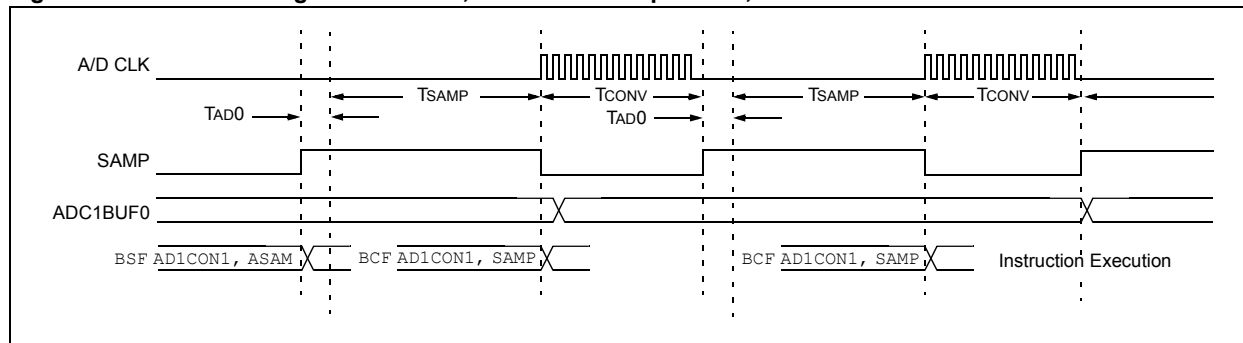 A/D CLK
TSAMP
TCONV
TSAMP
TCONV
TAD0
TAD0
SAMP
ADC1BUF0
BSF AD1CON1, ASAM
BCF AD1CON1, SAMP
BCF AD1CON1, SAMP
Instruction Execution